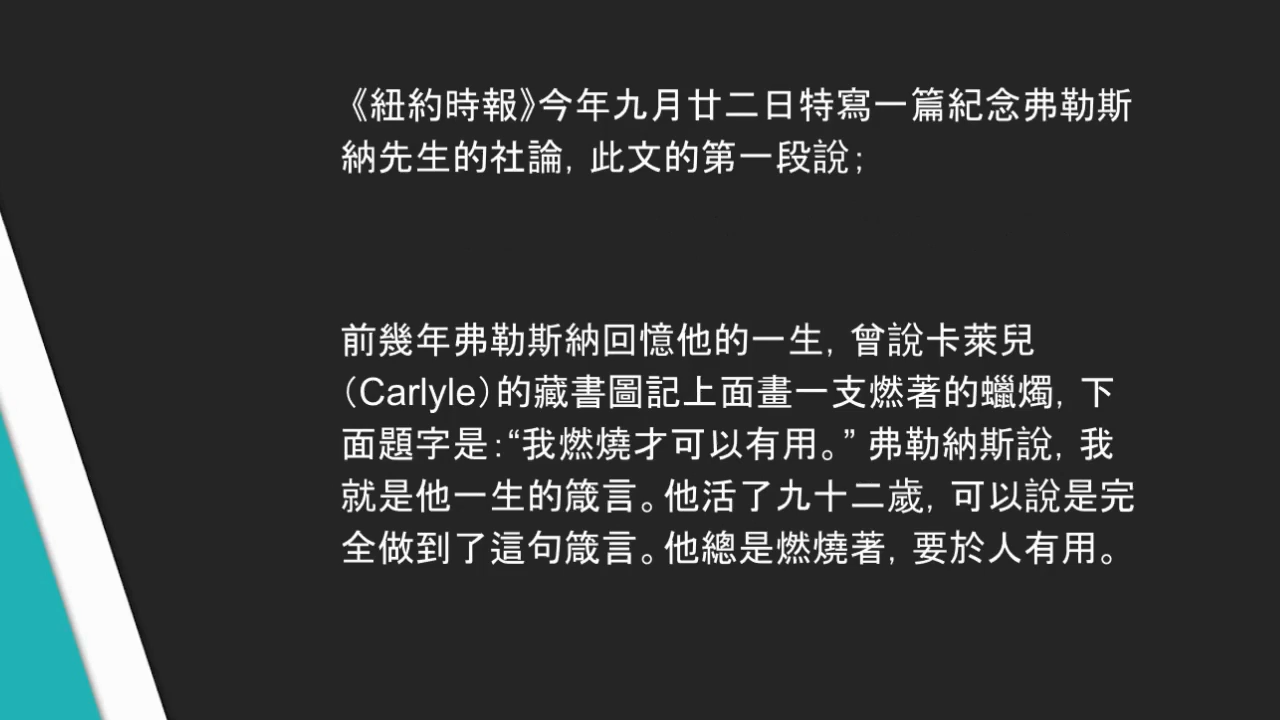 《紐約時報》今年九月廿二日特寫一篇紀念弗勒斯
納先生的社論，此文的第一段說；
前幾年弗勒斯納回憶他的一生，曾說卡萊兒
（Carlyle）的藏書圖記上面畫一支燃著的蠟燭，下
面題字是：“我燃燒才可以有用。” 弗勒納斯說，我
就是他一生的箴言。他活了九十二歲，可以說是完
全做到了這句箴言。他總是燃燒著，要於人有用。